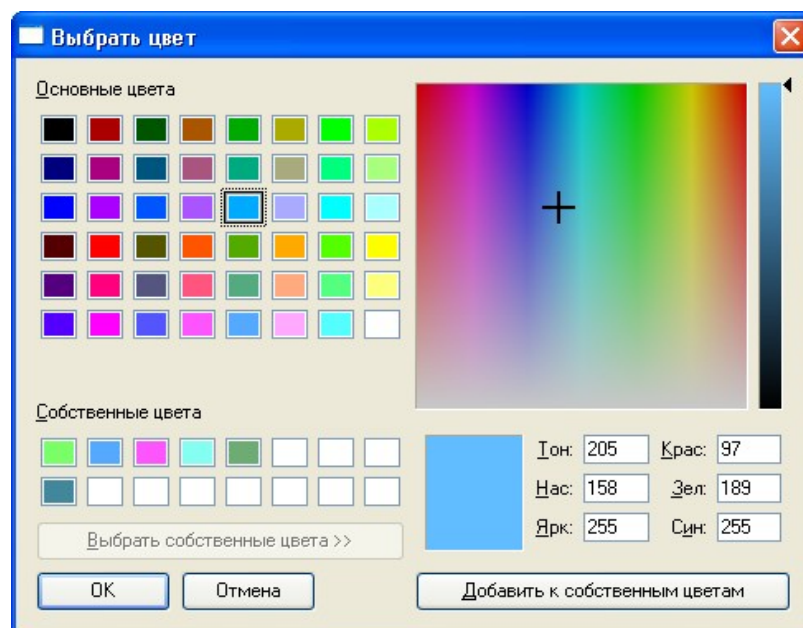 Выбрать цвет
Основные цвета
Собственные цвета
Тон: 205 Крас: 97
Нас: 158 Зел: 189
Ярк: 255 Син: 255
Выбрать собственные цвета >>
OK Отмена Добавить к собственным цветам